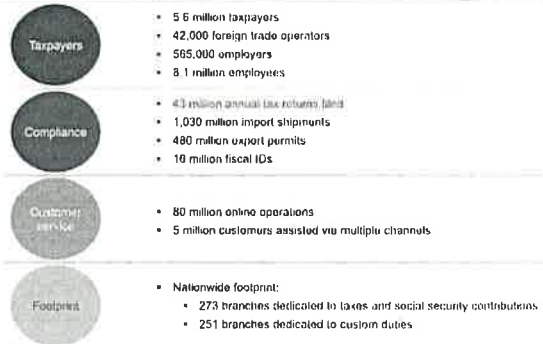 Taxpayers
5.6 million taxpayers
42,000 foreign trade operators
565,000 employers
8.1 million employees
Compliance
43 million annual tax returns filed
1,030 million import shipments
480 million export permits
16 million fiscal IDs
Customer
service
80 million online operations
5 million customers assisted via multiple channels
Footprint
Nationwide footprint:
273 branches dedicated to taxes and social security contributions
251 branches dedicated to custom duties